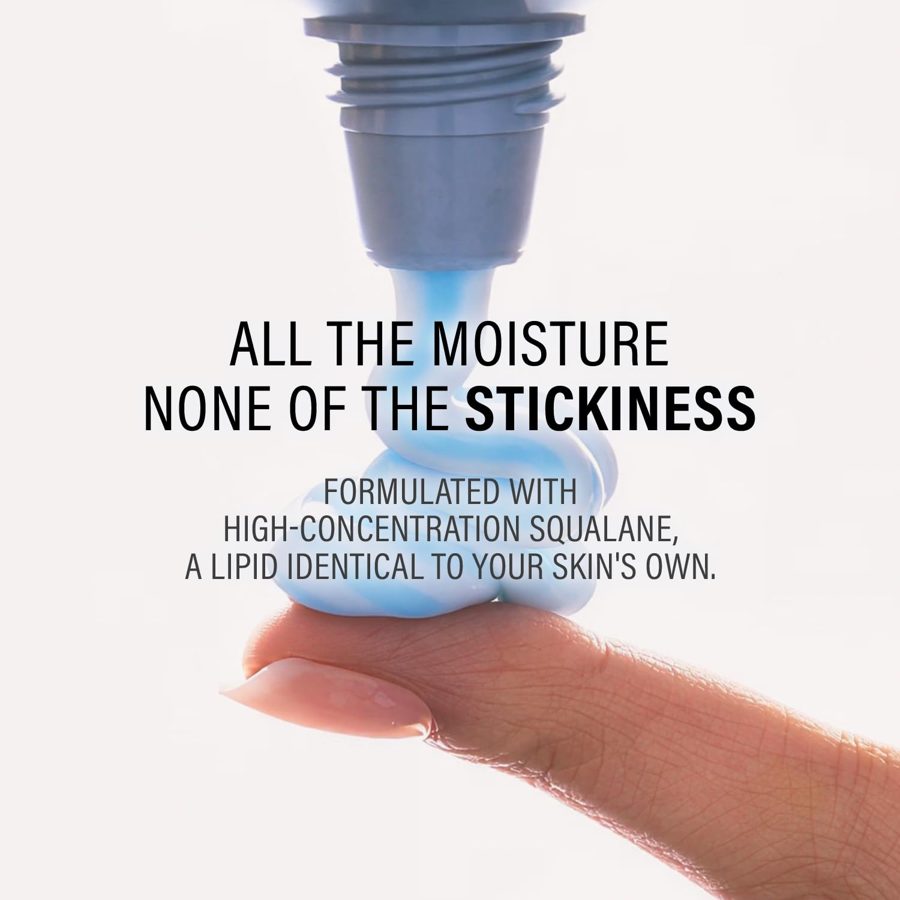 ALL THE MOISTURE
NONE OF THE STICKINESS
FORMULATED WITH
HIGH-CONCENTRATION SQUALANE,
A LIPID IDENTICAL TO YOUR SKIN'S OWN.